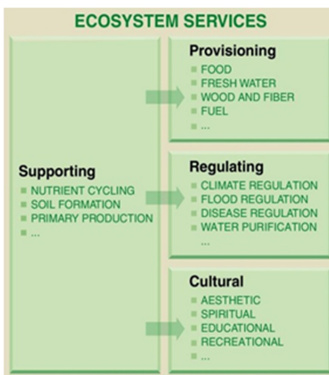 ECOSYSTEM SERVICES
Supporting
NUTRIENT CYCLING
SOIL FORMATION
PRIMARY PRODUCTION
...
Provisioning
FOOD
FRESH WATER
WOOD AND FIBER
FUEL
...
Regulating
CLIMATE REGULATION
FLOOD REGULATION
DISEASE REGULATION
WATER PURIFICATION
...
Cultural
AESTHETIC
SPIRITUAL
EDUCATIONAL
RECREATIONAL
...